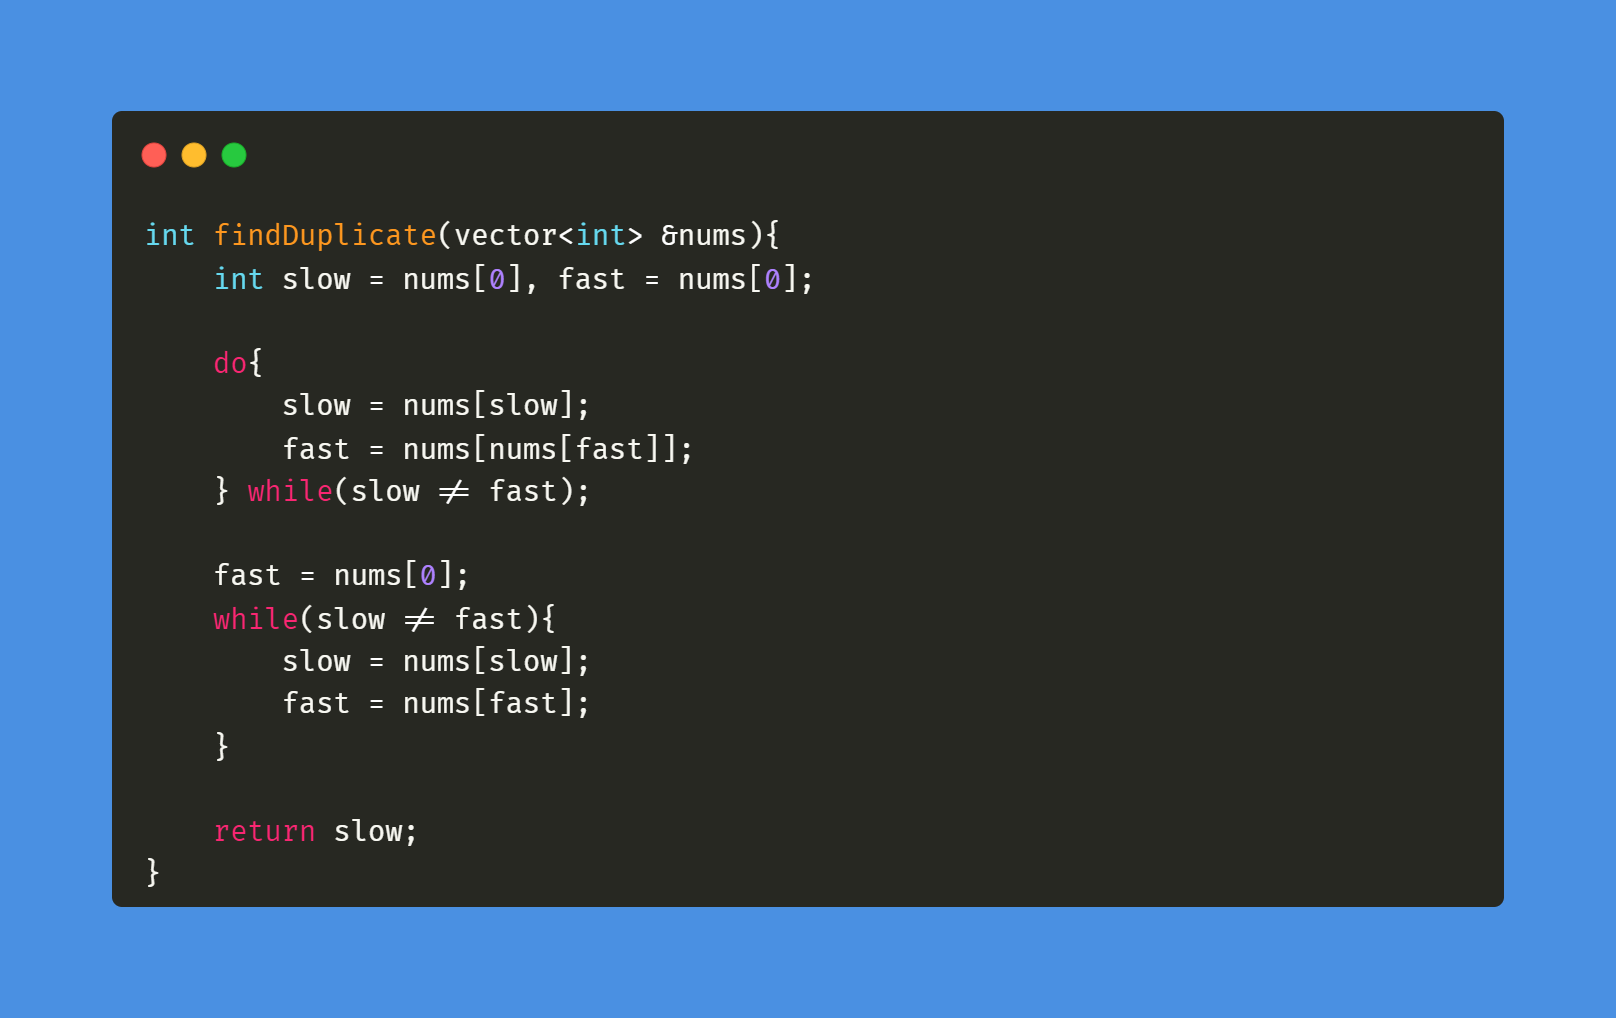 int findDuplicate(vector<int> &nums){
    int slow = nums[0], fast = nums[0];

    do{
        slow = nums[slow];
        fast = nums[nums[fast]];
    } while(slow != fast);

    fast = nums[0];
    while(slow != fast){
        slow = nums[slow];
        fast = nums[fast];
    }

    return slow;
}